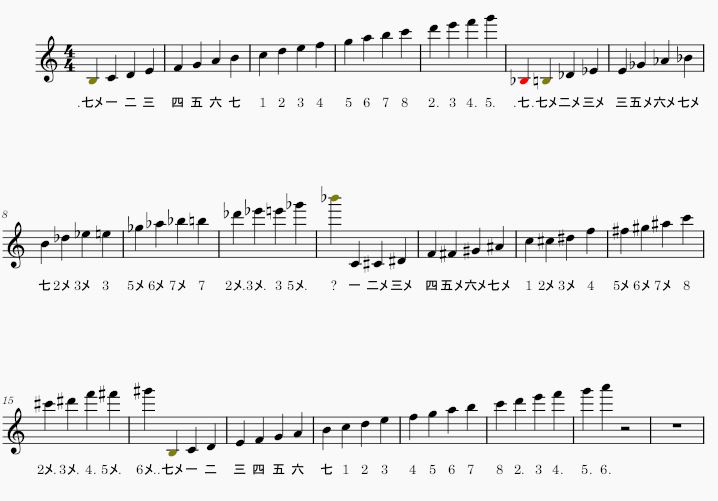 4 4
.七メ 一 二 三 四 五 六 七 1 2 3 4 5 6 7 8 2. 3 4. 5. .七 .七メ 二メ 三メ 三 五メ 六メ 七メ
8
七 2メ 3メ 3 5メ 6メ 7メ 7 2メ. 3メ. 3 5メ. ? 一 二メ 三メ 四 五メ 六メ 七メ 1 2メ 3メ 4 5メ 6メ 7メ 8
15
2メ. 3メ. 4. 5メ. 6メ. .七メ 一 二 三 四 五 六 七 1 2 3 4 5 6 7 8 2. 3 4. 5. 6.